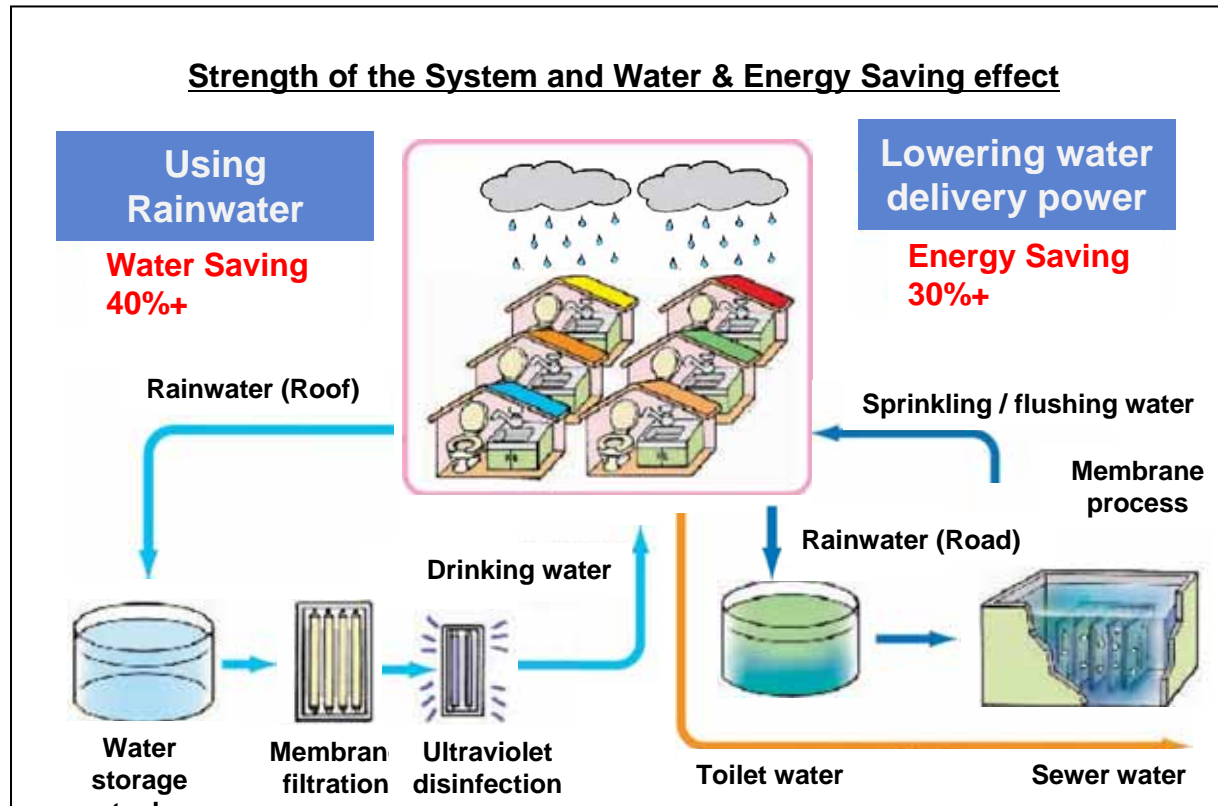 Strength of the System and Water & Energy Saving effect
Using
Rainwater
Water Saving
40%+
Lowering water
delivery power
Energy Saving
30%+
Rainwater (Roof)
Sprinkling / flushing water
Membrane
process
Rainwater (Road)
Drinking water
Water
storage
Membran
filtration
Ultraviolet
disinfection
Toilet water
Sewer water